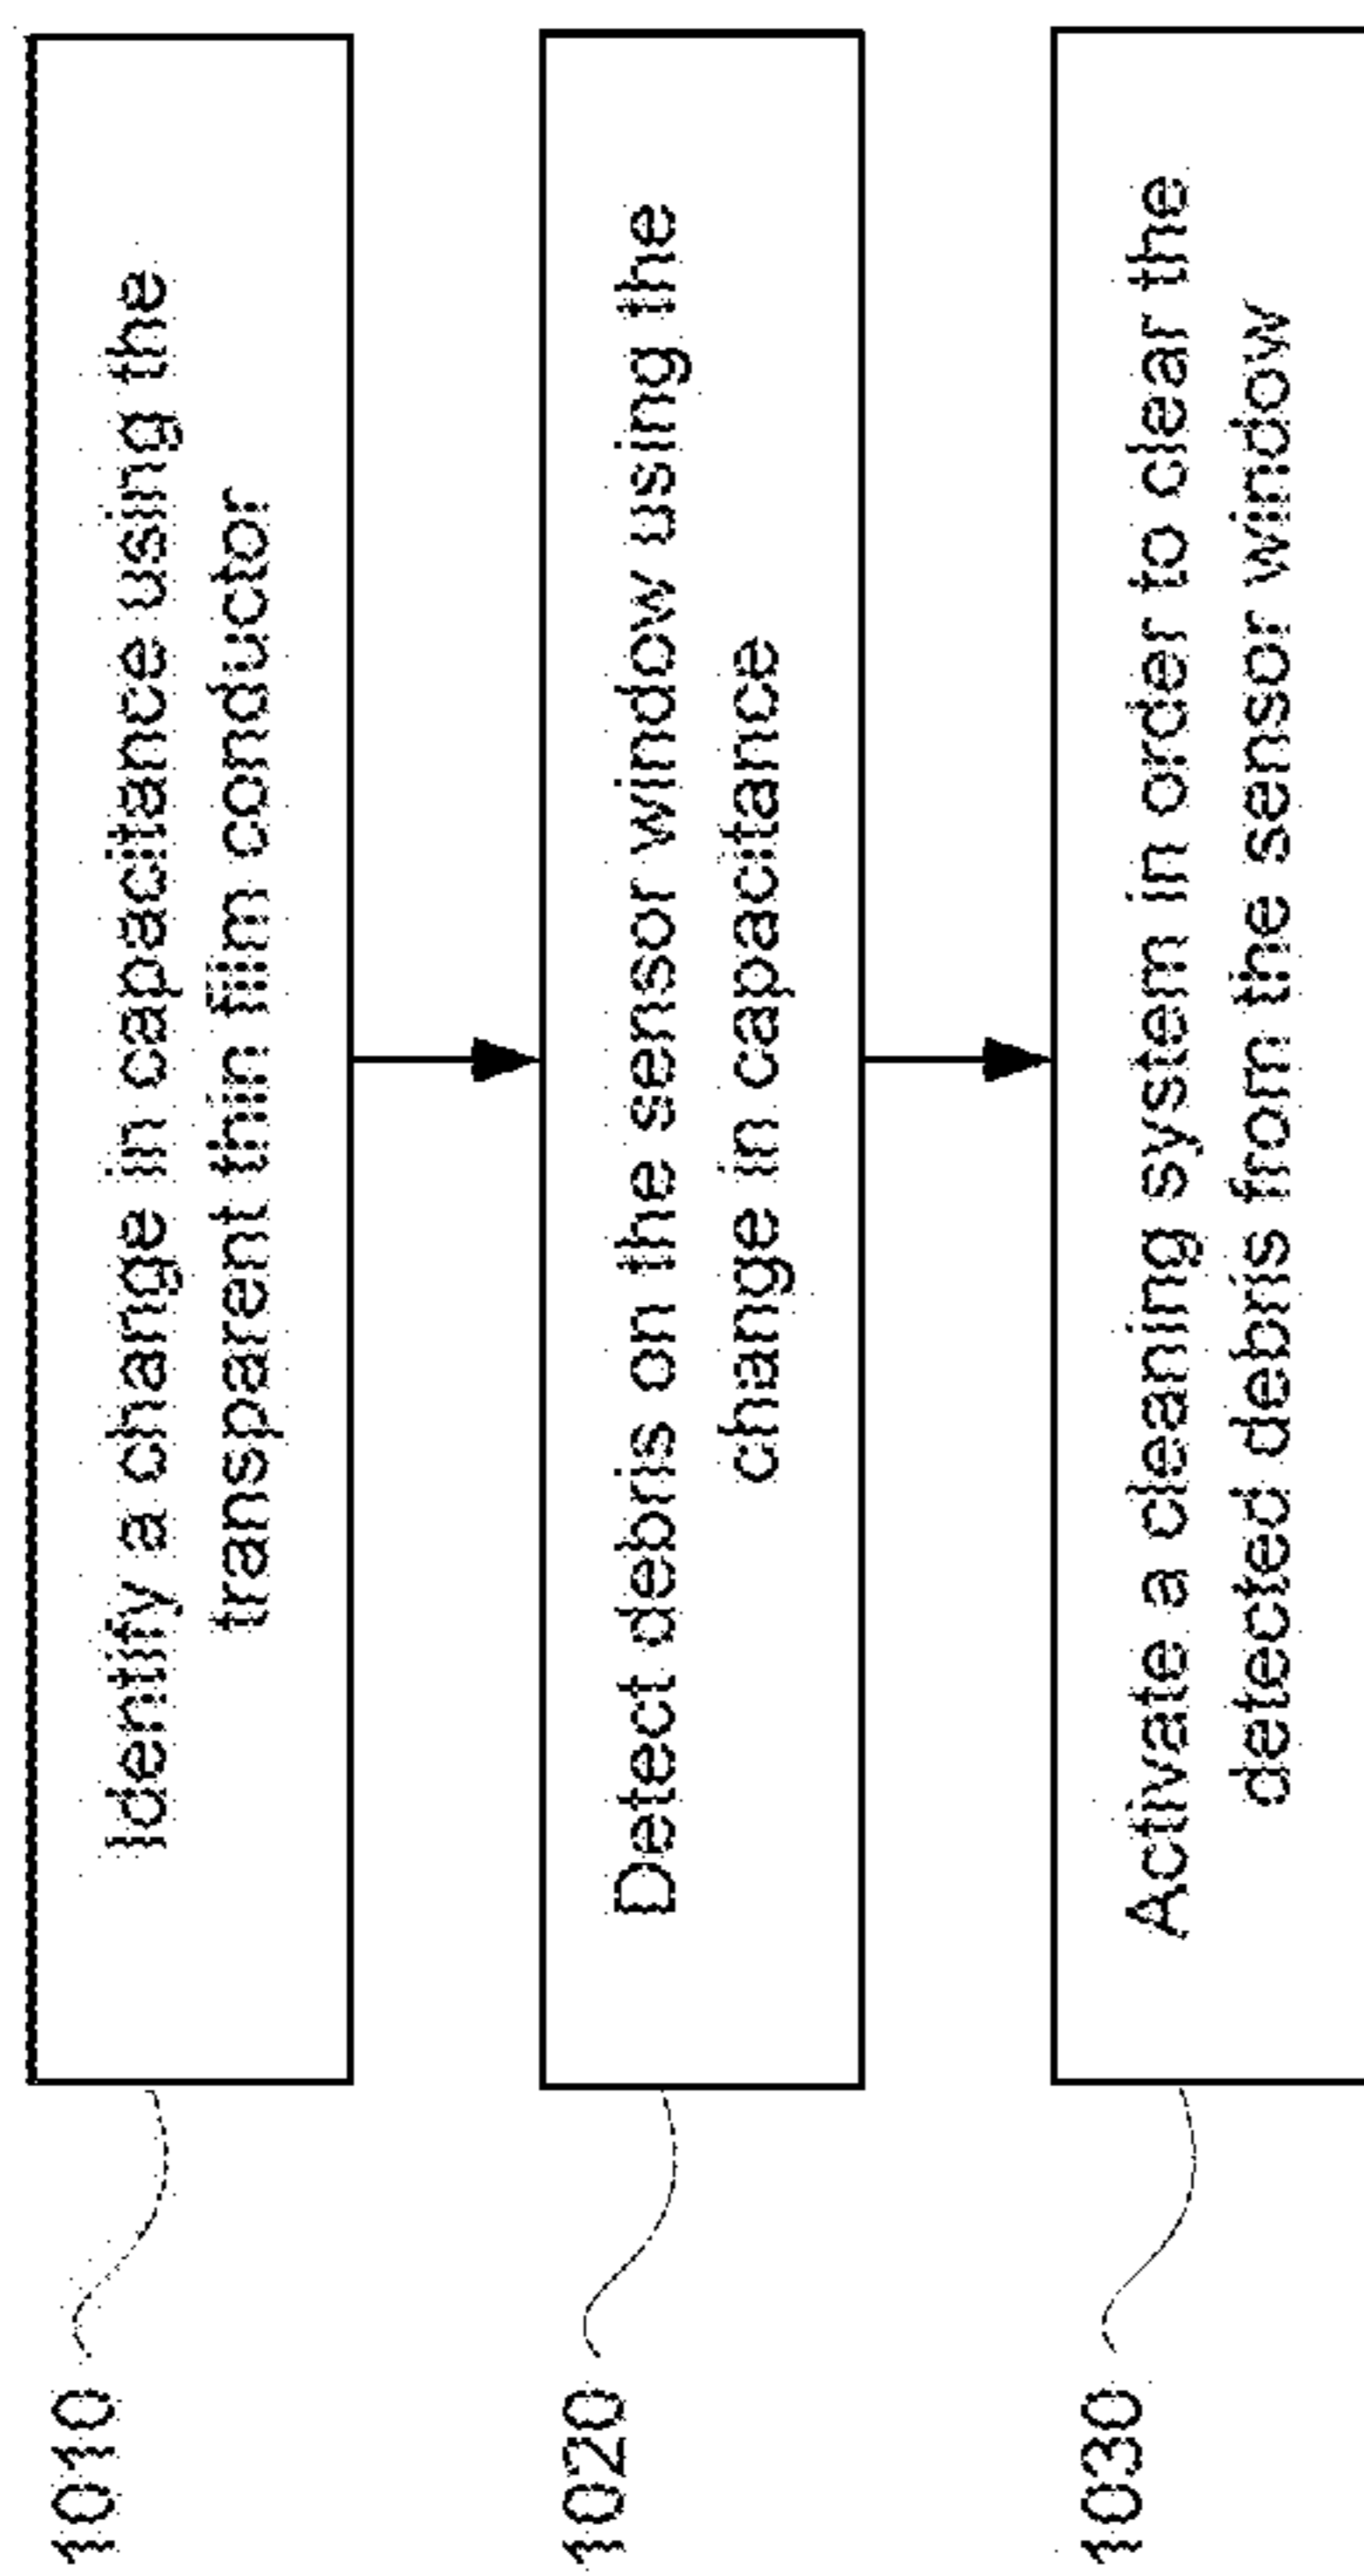 1010
Identify a change in capacitance using the
transparent thin film conductor
1020
Detect debris on the sensor window using the
change in capacitance
1030
Activate a cleaning system in order to clear the
detected debris from the sensor window